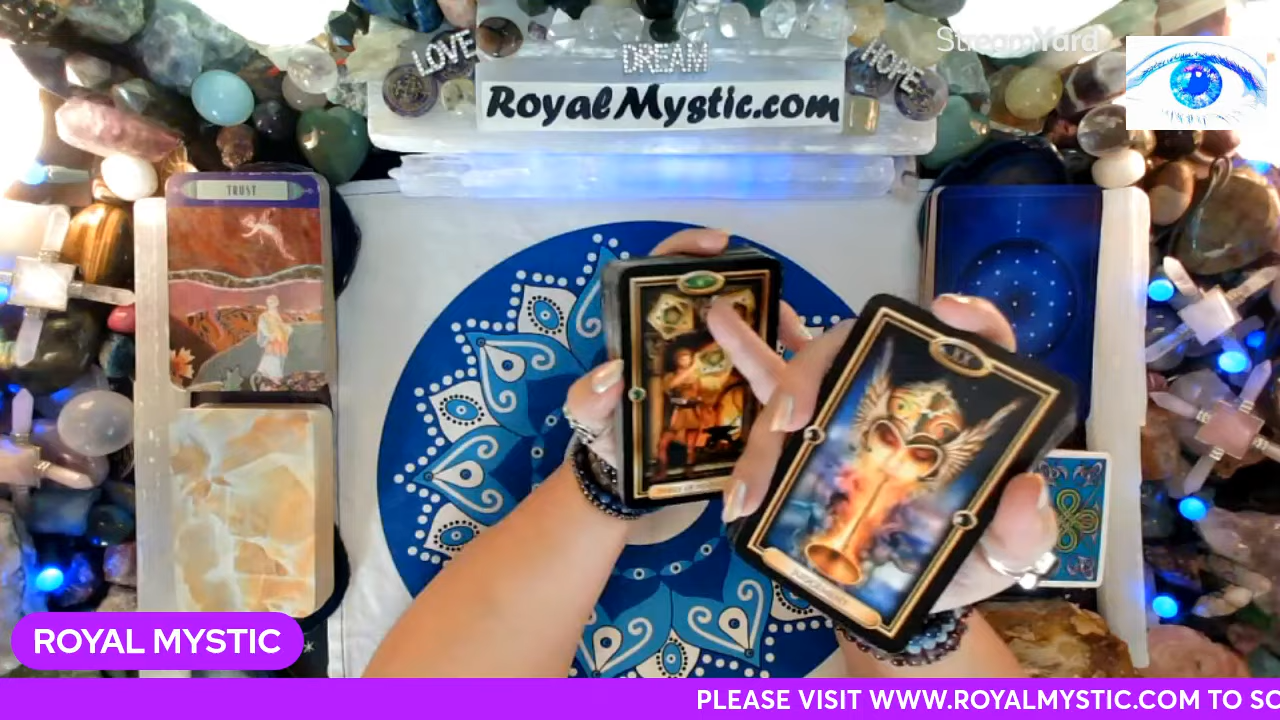 StreamYard
LOVE
DREAM
HOPE
RoyalMystic.com
TRUST
ROYAL MYSTIC
PLEASE VISIT WWW.ROYALMYSTIC.COM TO SC